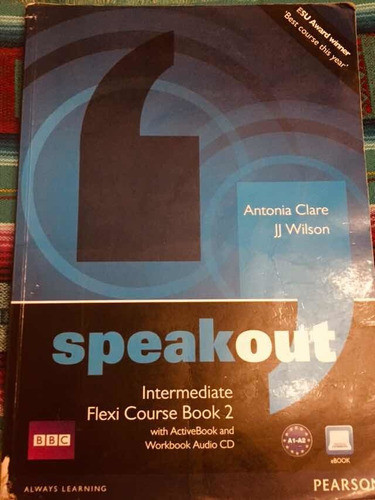 ESU Award winner
'Best course this year'
Antonia Clare
JJ Wilson
speakout
Intermediate
Flexi Course Book 2
with ActiveBook and
Workbook Audio CD
BBC
A1-A2
eBOOK
ALWAYS LEARNING
PEARSON